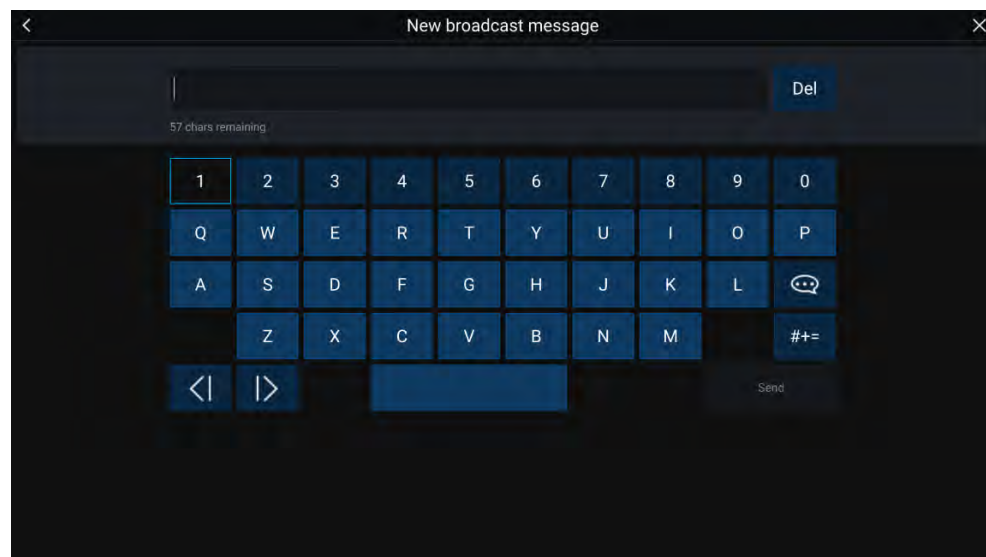 New broadcast message
Del
57 chars remaining
1 2 3 4 5 6 7 8 9 0
Q W E R T Y U I O P
A S D F G H J K L
Z X C V B N M #+=
Send